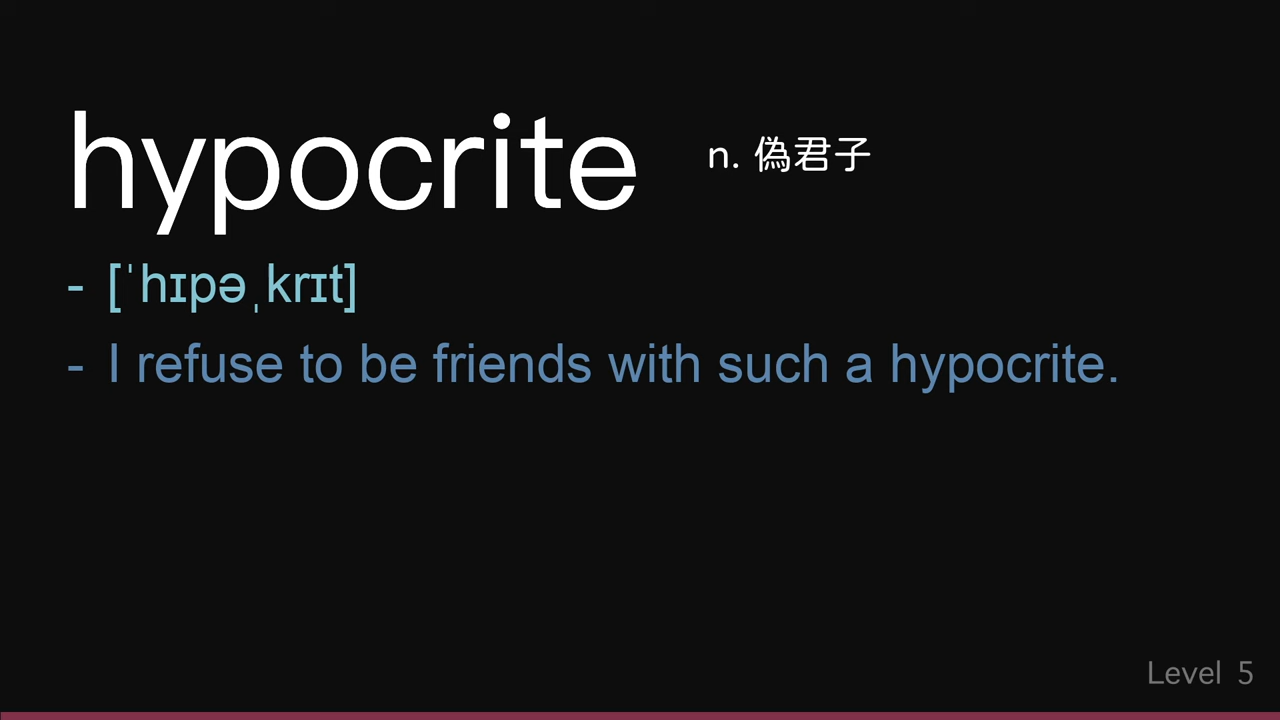 hypocrite n. 偽君子
- [ˈhɪpəˌkrɪt]
- I refuse to be friends with such a hypocrite.
Level 5